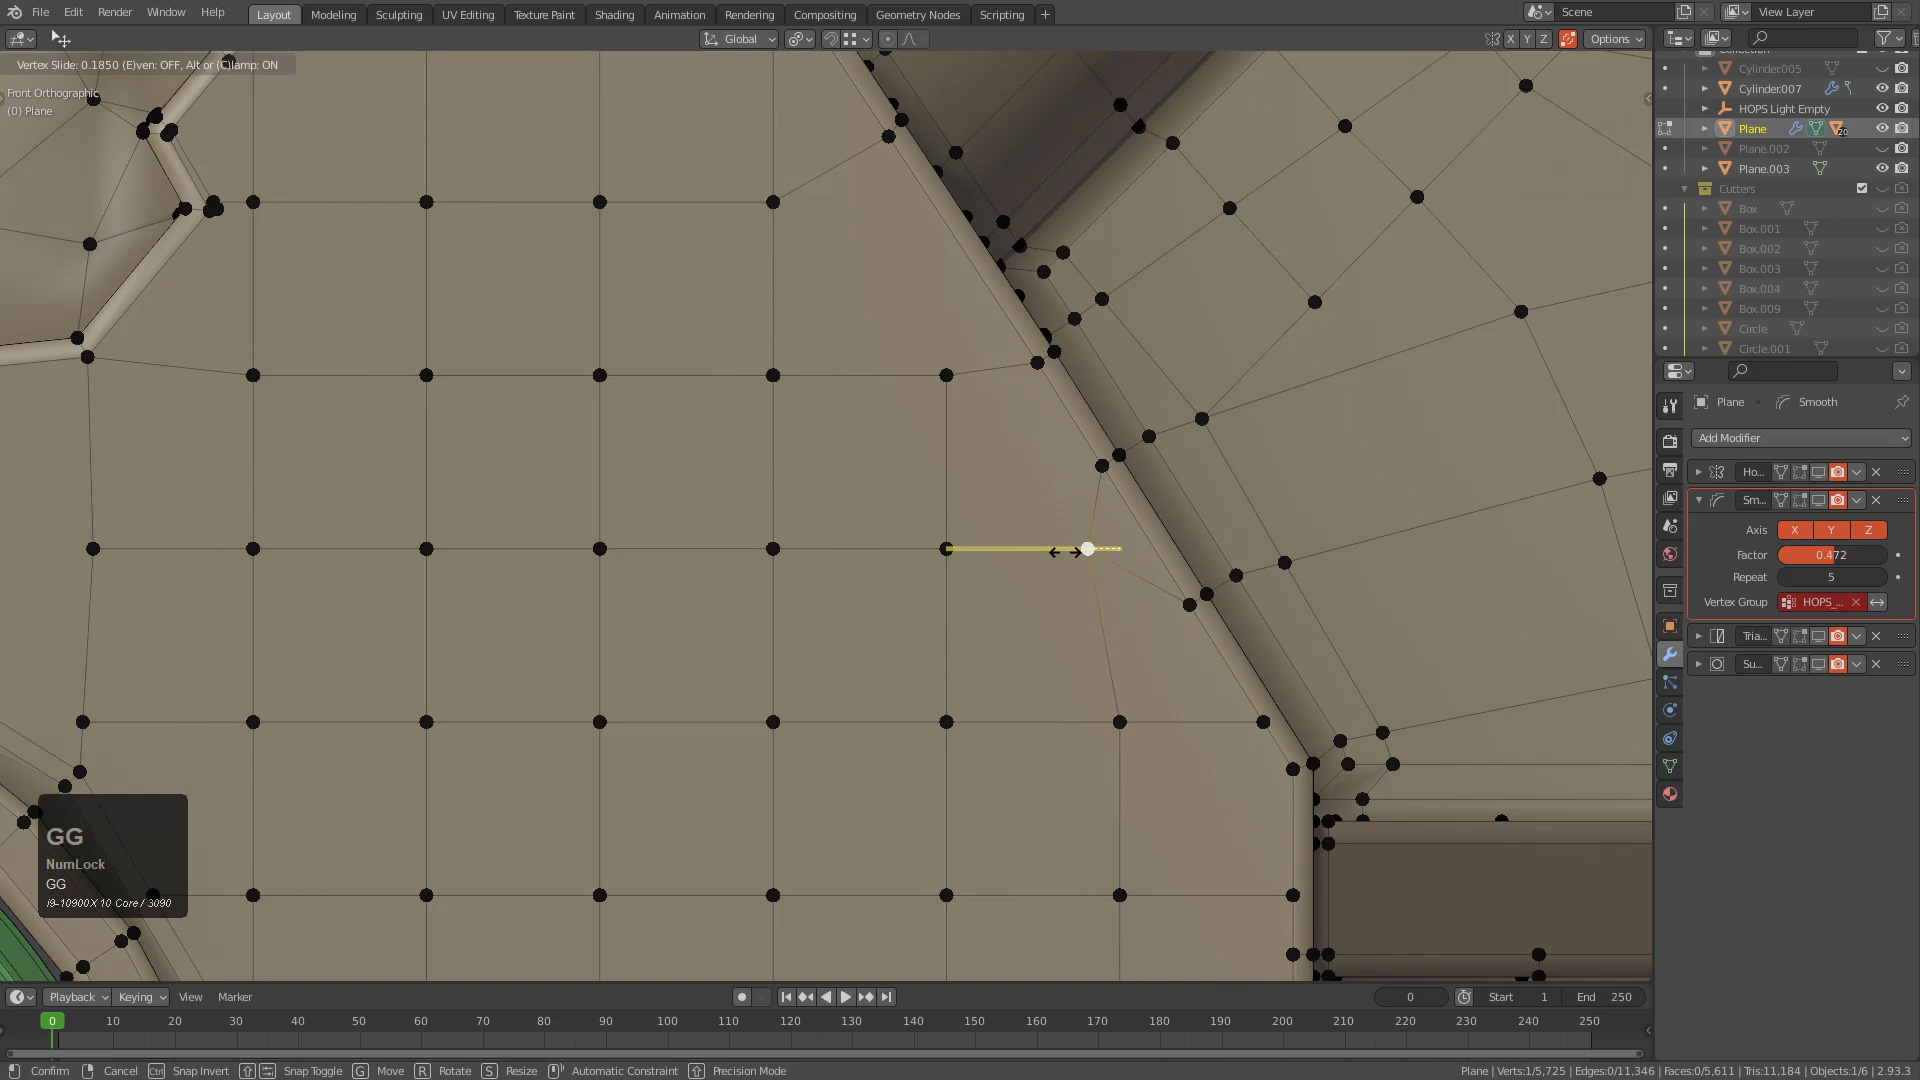 File Edit Render Window Help Layout Modeling Sculpting UV Editing Texture Paint Shading Animation Rendering Compositing Geometry Nodes Scripting + Scene View Layer
Global X Y Z Options
Vertex Slide: 0.1850 (E)ven: OFF, Alt or (C)lamp: ON
Front Orthographic
(0) Plane
Cylinder.005
Cylinder.007
HOPS Light Empty
Plane 20
Plane.002
Plane.003
Cutters
Box
Box.001
Box.002
Box.003
Box.004
Box.009
Circle
Circle.001
Plane Smooth
Add Modifier
Ho...
Sm...
Axis X Y Z
Factor 0.472
Repeat 5
Vertex Group HOPS_...
Tria...
Su...
GG
NumLock
GG
i9-10900X 10 Core / 3090
Playback Keying View Marker 0 Start 1 End 250
0 10 20 30 40 50 60 70 80 90 100 110 120 130 140 150 160 170 180 190 200 210 220 230 240 250
Confirm Cancel Ctrl Snap Invert Snap Toggle G Move R Rotate S Resize Automatic Constraint Precision Mode Plane | Verts:1/5,725 | Edges:0/11,346 | Faces:0/5,611 | Tris:11,184 | Objects:1/6 | 2.93.3